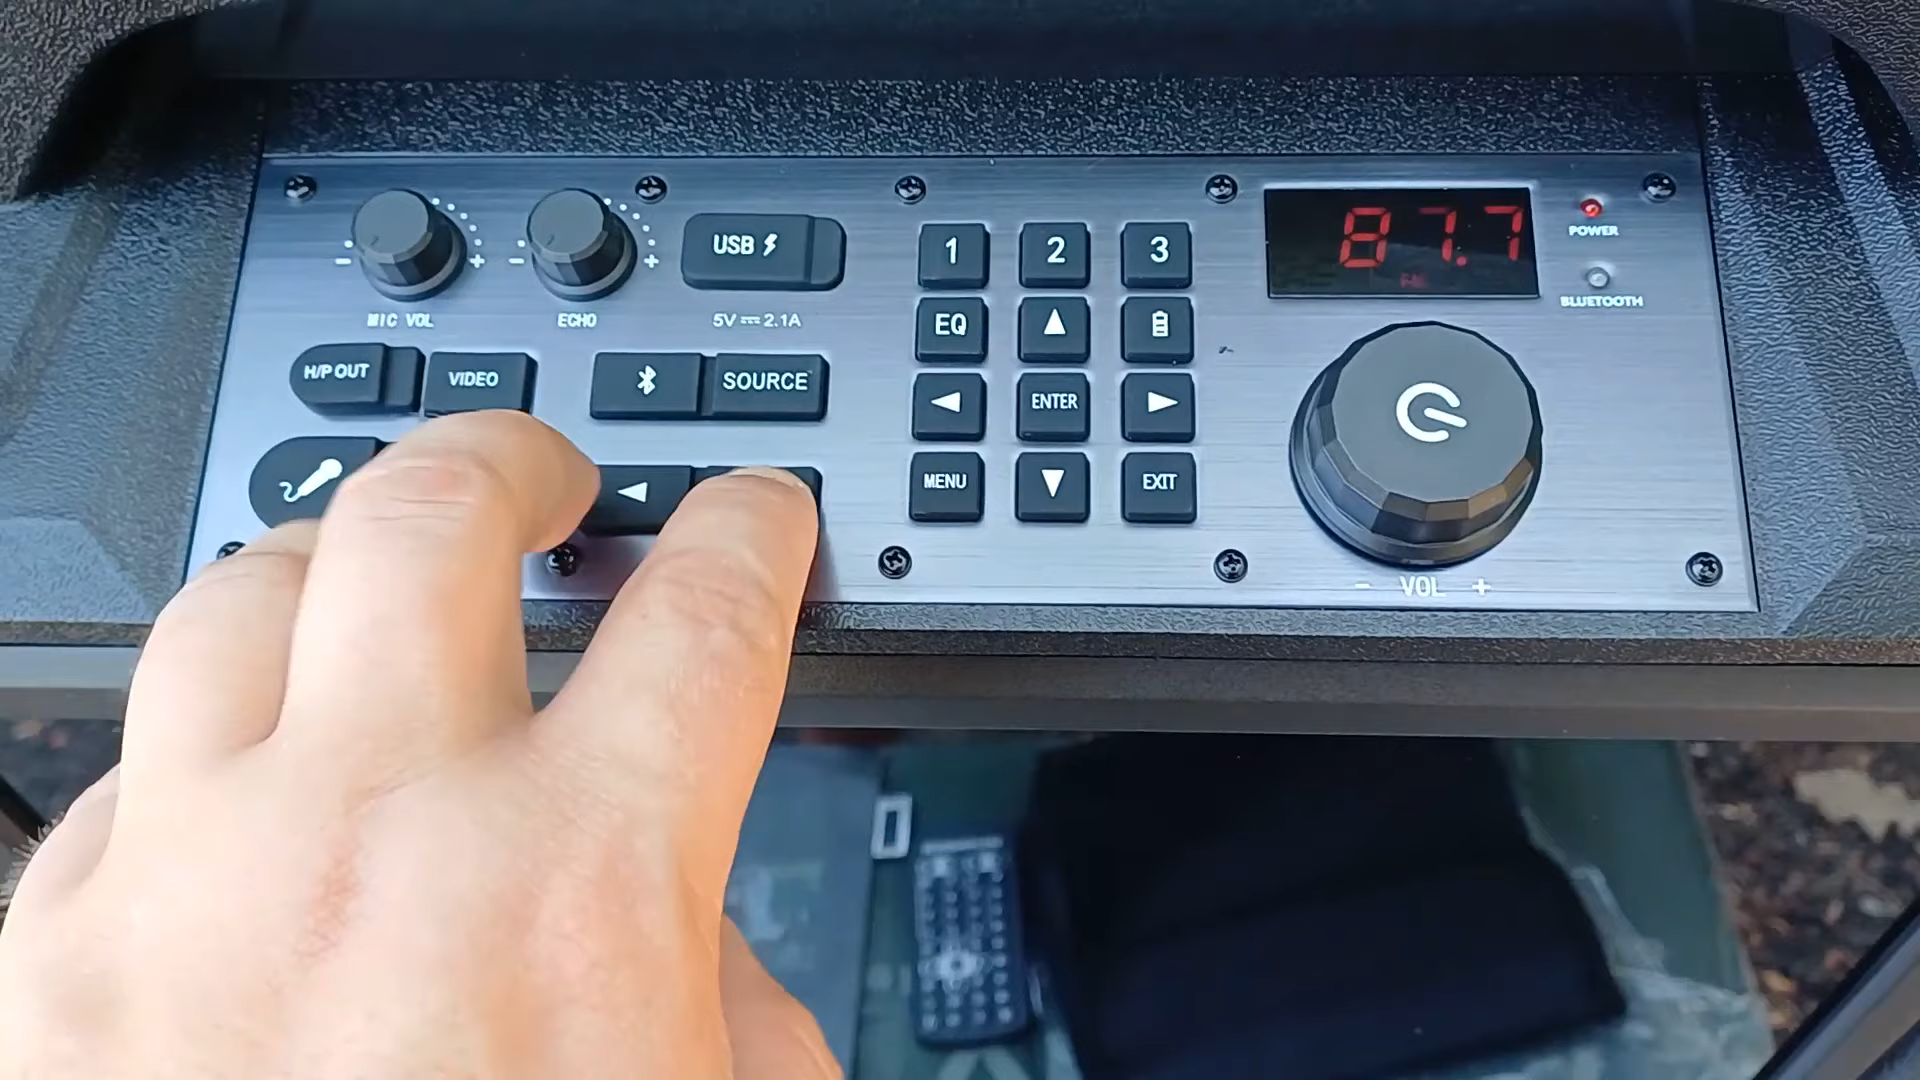 87.7
POWER
BLUETOOTH
USB
5V 2.1A
MIC VOL
ECHO
H/P OUT
VIDEO
SOURCE
1 2 3
EQ
ENTER
MENU
EXIT
- VOL +